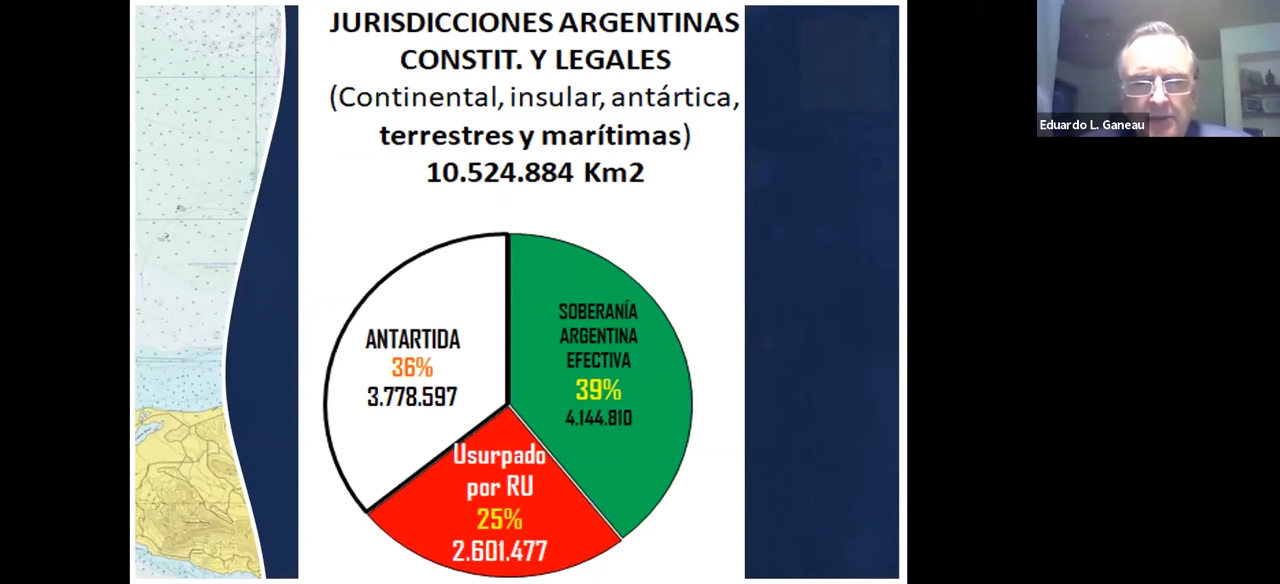 JURISDICCIONES ARGENTINAS
CONSTIT. Y LEGALES
(Continental, insular, antártica,
terrestres y marítimas)
10.524.884 Km2
Eduardo L. Ganeau
ANTARTIDA
36%
3.778.597
SOBERANÍA
ARGENTINA
EFECTIVA
39%
4.144.810
Usurpado
por RU
25%
2.601.477